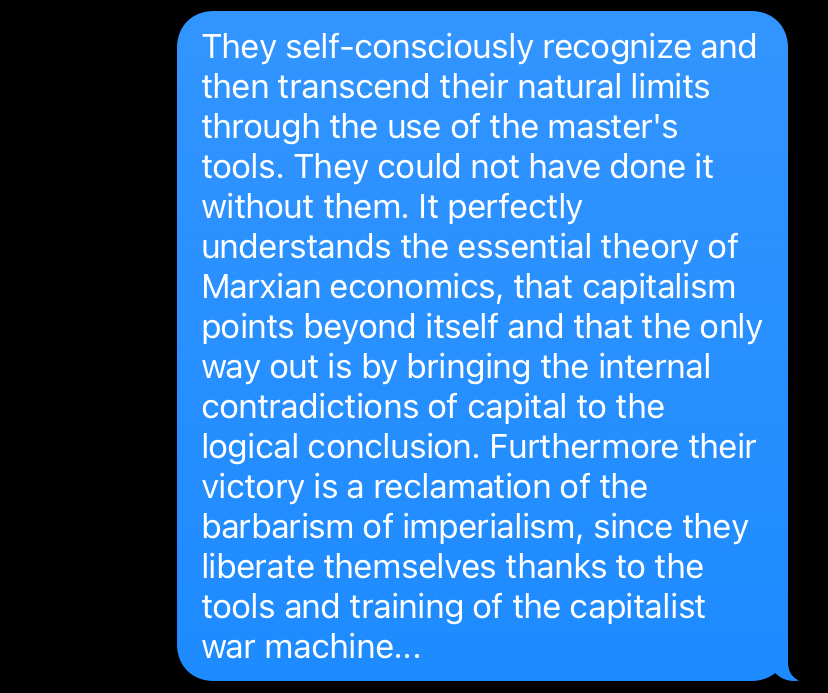 They self-consciously recognize and
then transcend their natural limits
through the use of the master's
tools. They could not have done it
without them. It perfectly
understands the essential theory of
Marxian economics, that capitalism
points beyond itself and that the only
way out is by bringing the internal
contradictions of capital to the
logical conclusion. Furthermore their
victory is a reclamation of the
barbarism of imperialism, since they
liberate themselves thanks to the
tools and training of the capitalist
war machine...